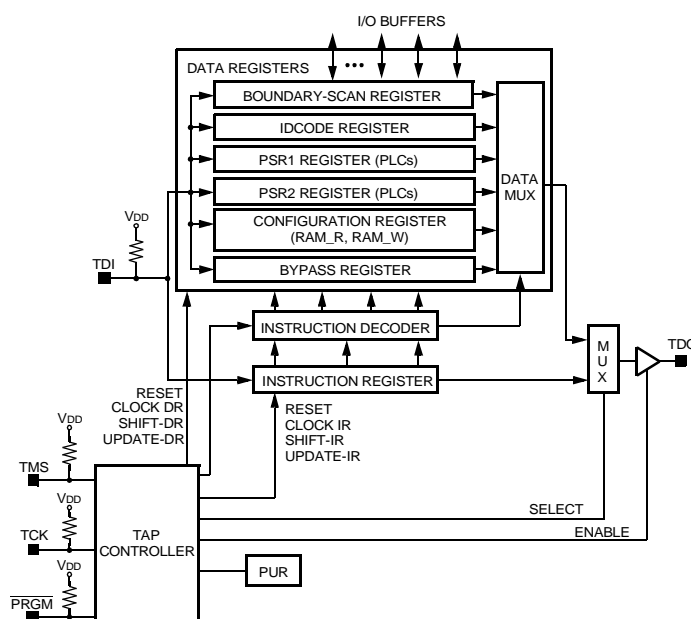 I/O BUFFERS
DATA REGISTERS
BOUNDARY-SCAN REGISTER
IDCODE REGISTER
PSR1 REGISTER (PLCs)
PSR2 REGISTER (PLCs)
CONFIGURATION REGISTER
(RAM_R, RAM_W)
BYPASS REGISTER
DATA
MUX
VDD
TDI
INSTRUCTION DECODER
INSTRUCTION REGISTER
M
U
X
TDO
RESET
CLOCK DR
SHIFT-DR
UPDATE-DR
RESET
CLOCK IR
SHIFT-IR
UPDATE-IR
VDD
TMS
VDD
TCK
VDD
PRGM
TAP
CONTROLLER
SELECT
ENABLE
PUR